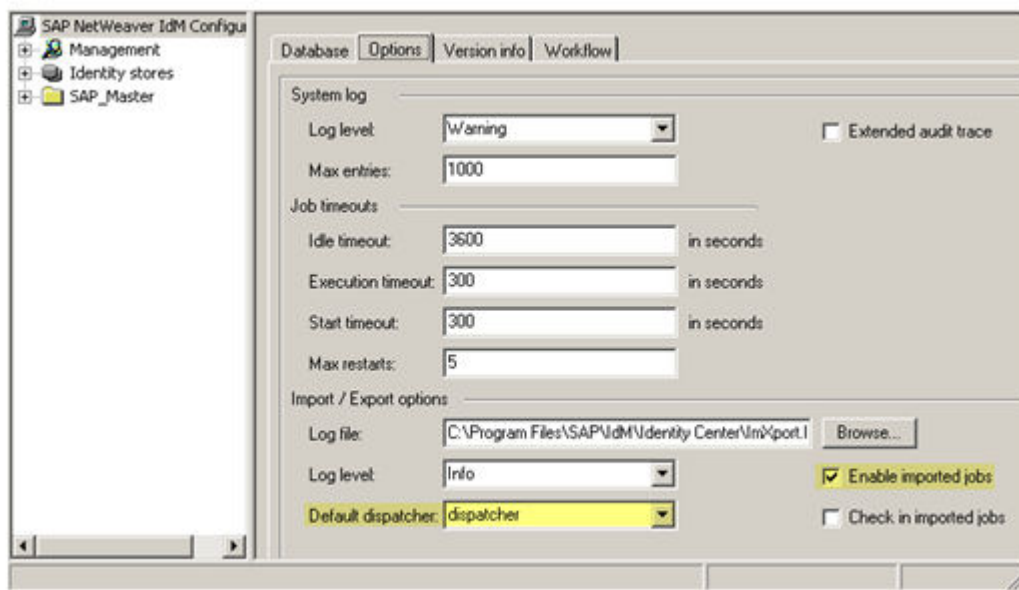 SAP NetWeaver IdM Configu
Management
Identity stores
SAP_Master
Database Options Version info Workflow
System log
Log level: Warning Extended audit trace
Max entries: 1000
Job timeouts
Idle timeout: 3600 in seconds
Execution timeout: 300 in seconds
Start timeout: 300 in seconds
Max restarts: 5
Import / Export options
Log file: C:\Program Files\SAP\IdM\Identity Center\ImXport.l Browse...
Log level: Info Enable imported jobs
Default dispatcher: dispatcher Check in imported jobs